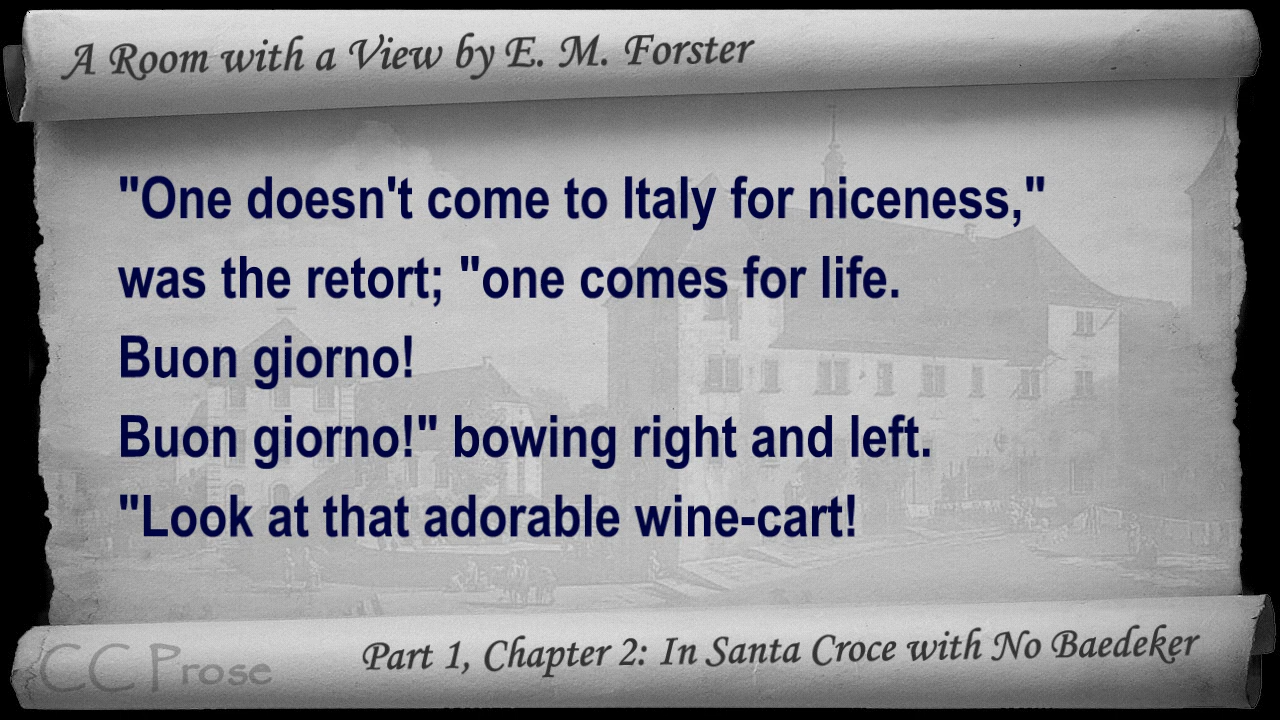 A Room with a View by E. M. Forster
"One doesn't come to Italy for niceness,"
was the retort; "one comes for life.
Buon giorno!
Buon giorno!" bowing right and left.
"Look at that adorable wine-cart!
Part 1, Chapter 2: In Santa Croce with No Baedeker
CC Prose